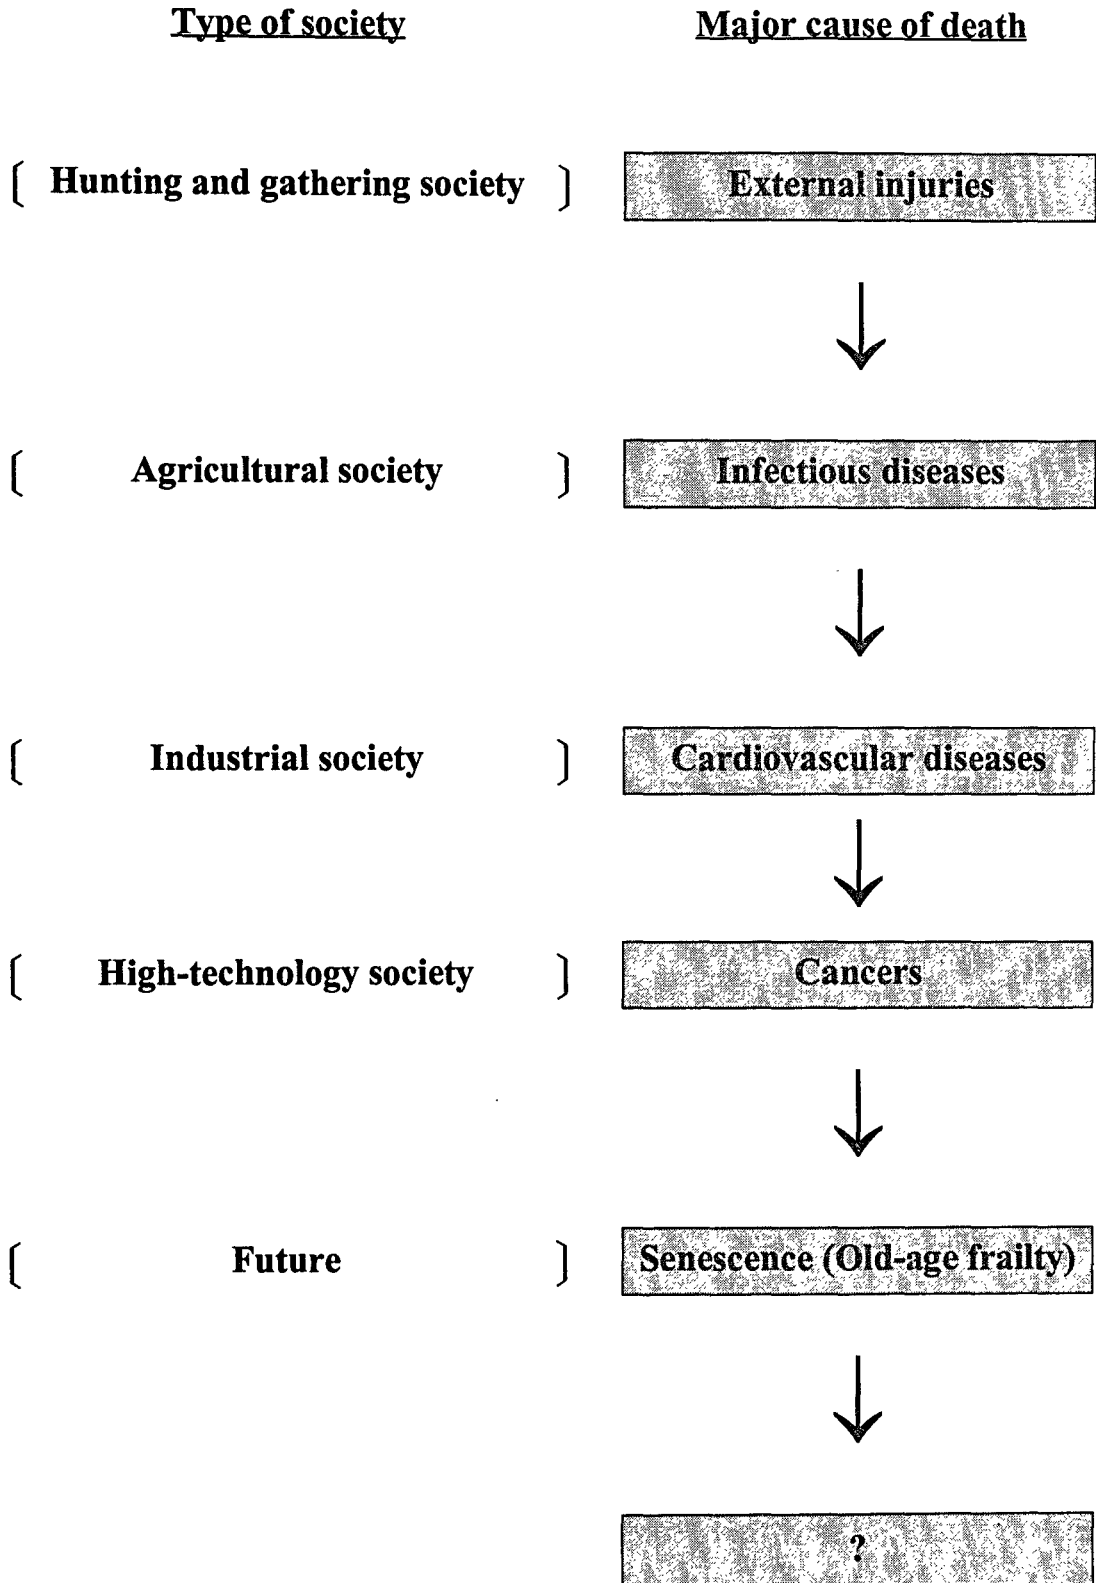 Type of society Major cause of death
[ Hunting and gathering society ] External injuries
[ Agricultural society ] Infectious diseases
[ Industrial society ] Cardiovascular diseases
[ High-technology society ] Cancers
[ Future ] Senescence (Old-age frailty)
?